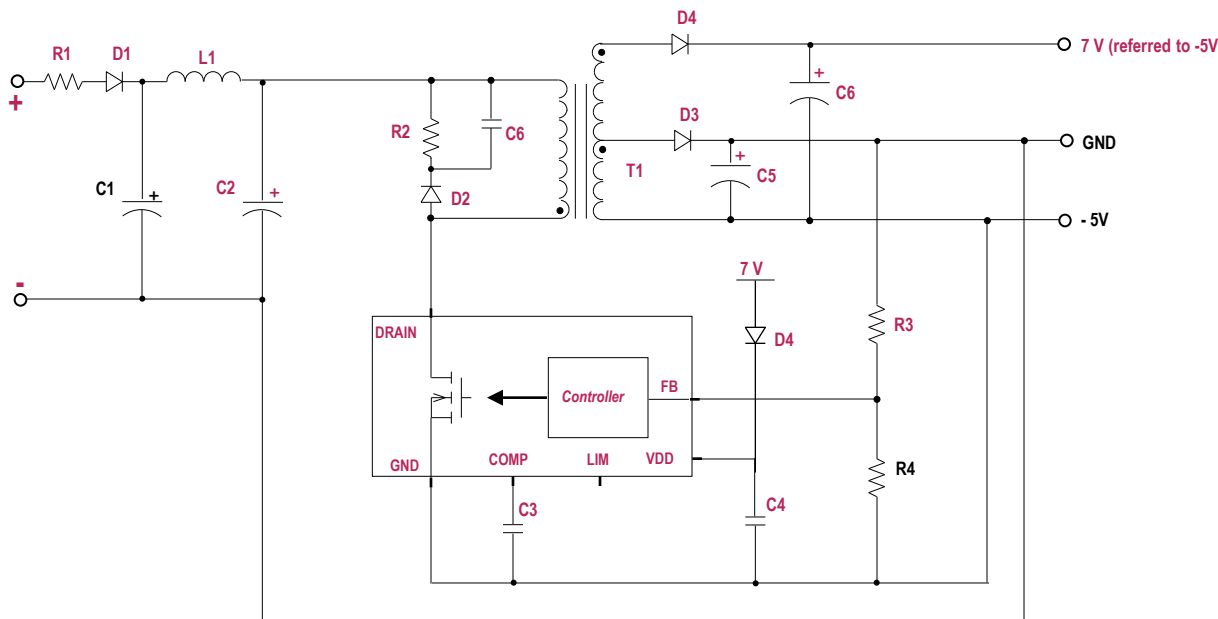 D4
7 V (referred to -5V
R1
D1
L1
+
+
C6
R2
C6
D3
GND
T1
+
C5
C1
+
C2
+
D2
- 5V
-
7 V
DRAIN
D4
R3
Controller
FB
GND
COMP
LIM
VDD
R4
C3
C4